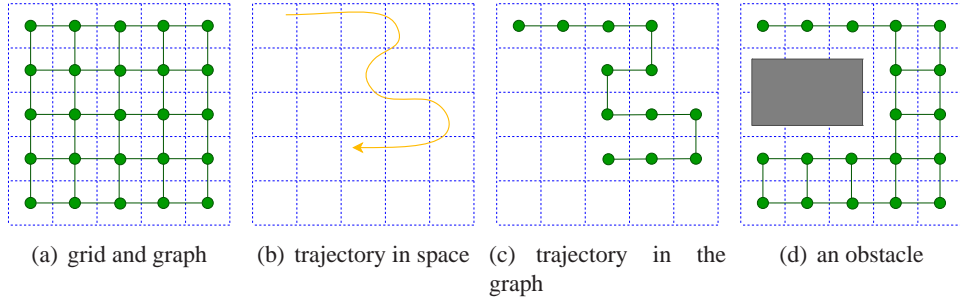 (a) grid and graph
(b) trajectory in space
(c) trajectory in the
graph
(d) an obstacle